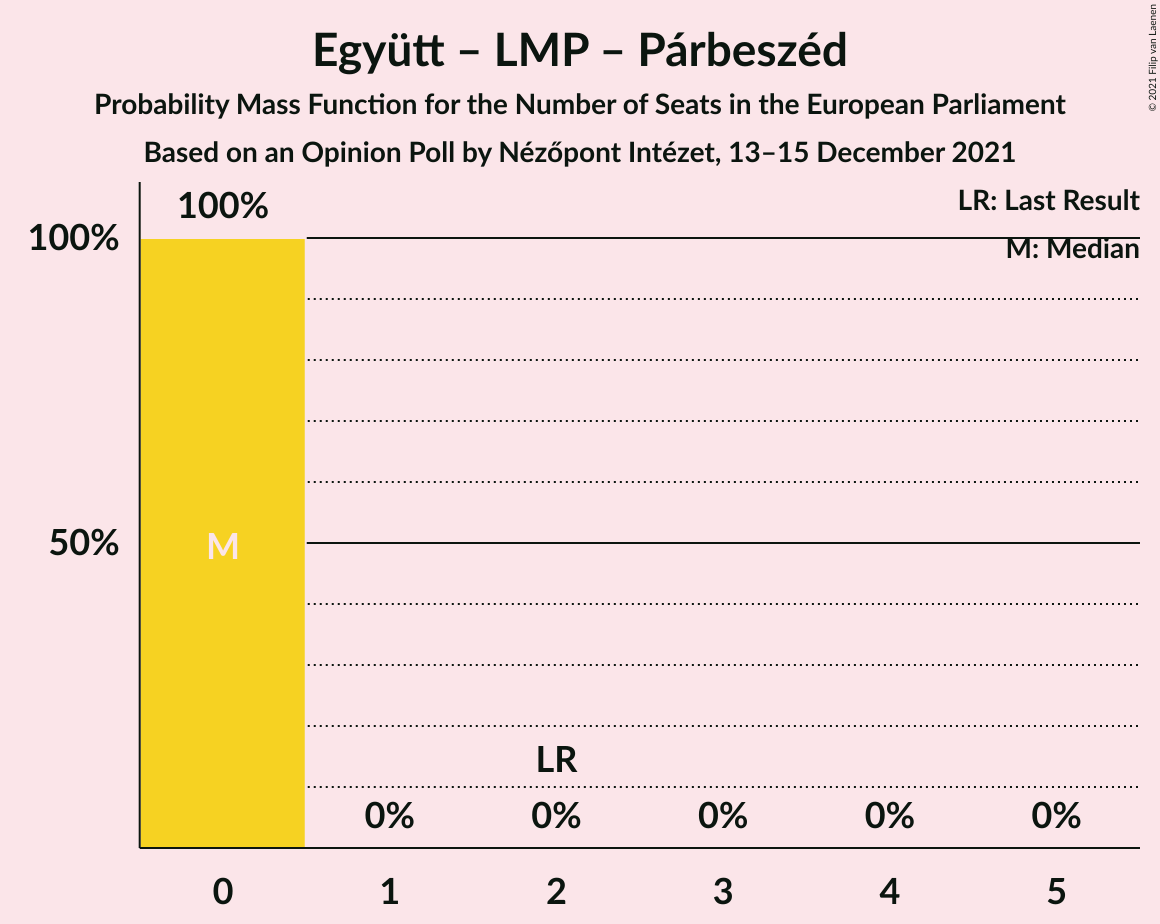 Együtt – LMP – Párbeszéd
Probability Mass Function for the Number of Seats in the European Parliament
Based on an Opinion Poll by Nézőpont Intézet, 13–15 December 2021
© 2021 Filip van Laenen
LR: Last Result
M: Median
100%
100%
50%
M
LR
0% 0% 0% 0% 0%
0 1 2 3 4 5